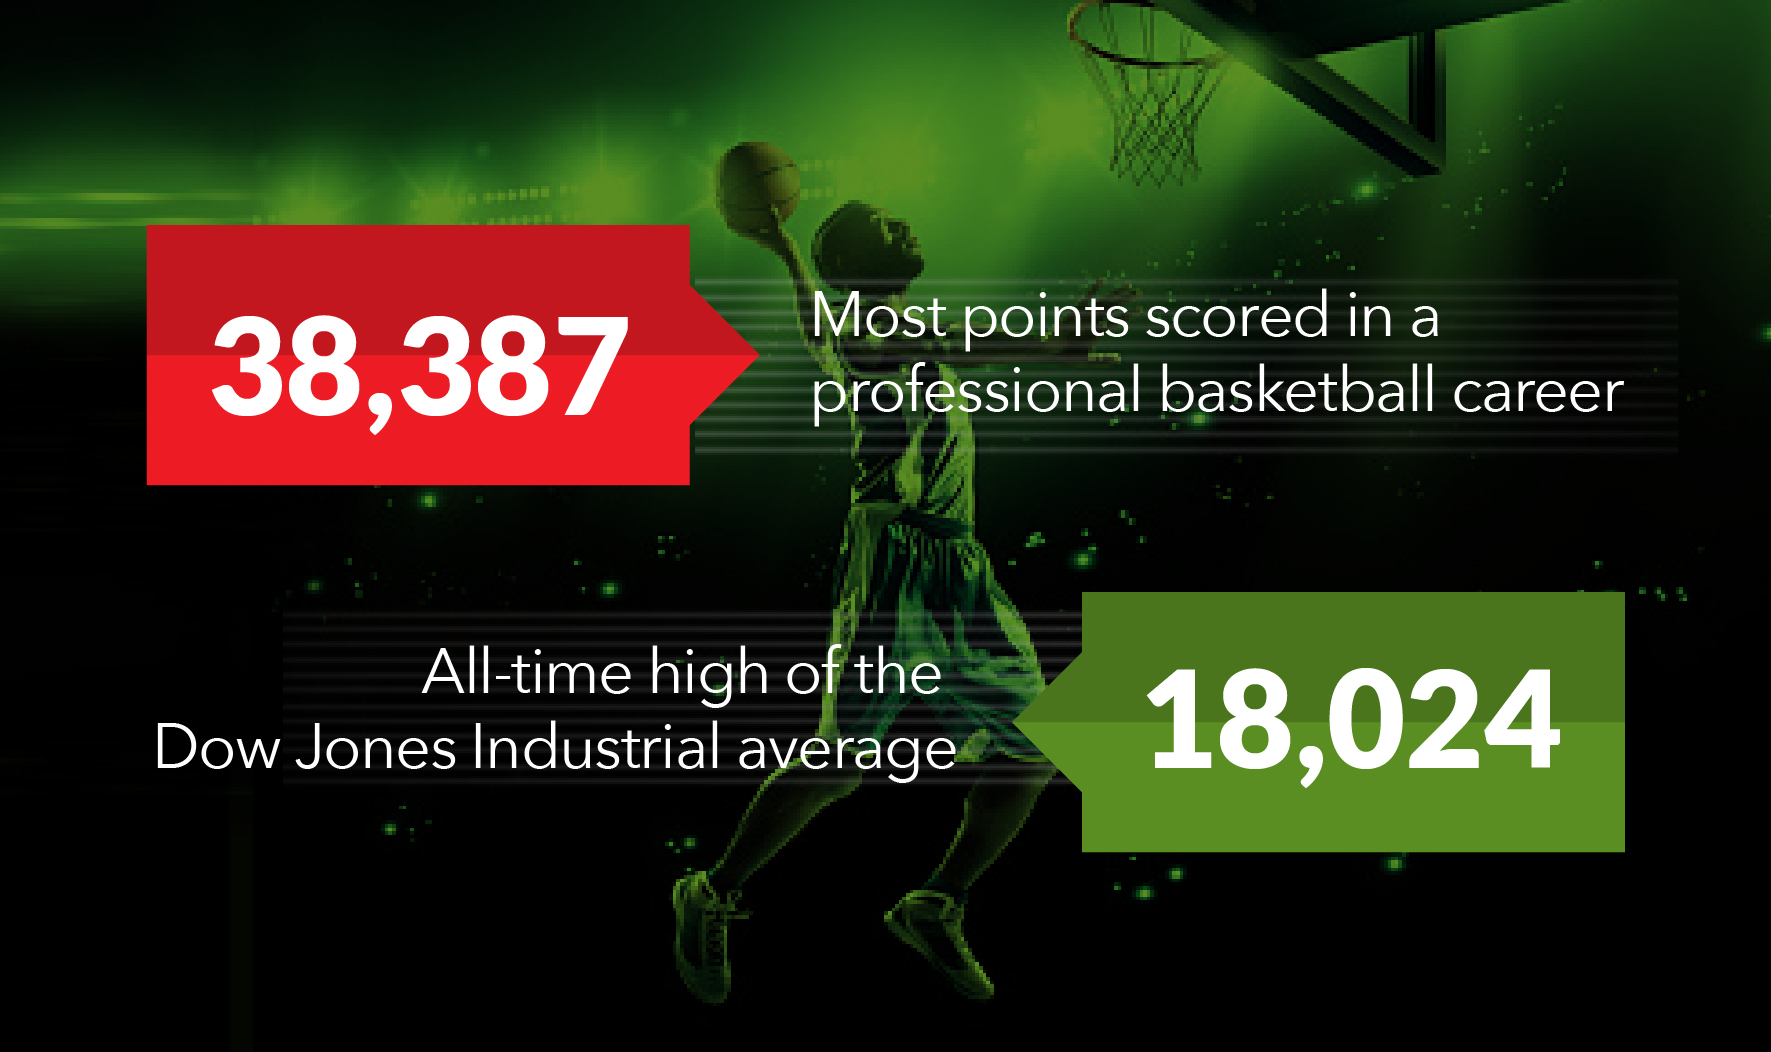 38,387
Most points scored in a
professional basketball career
All-time high of the
Dow Jones Industrial average
18,024